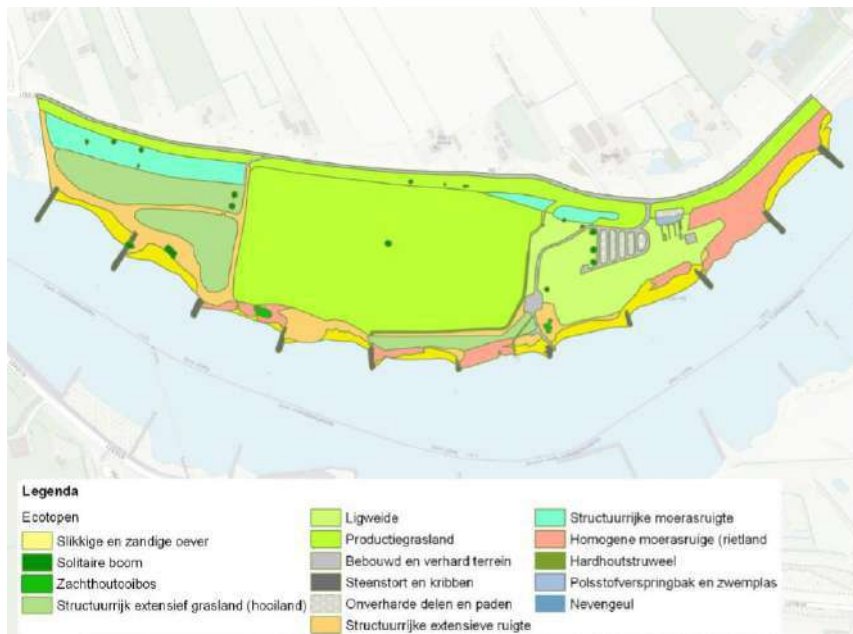 Legenda
Ecotopen
Slikkige en zandige oever
Solitaire boom
Zachthoutooibos
Structuurrijk extensief grasland (hooiland)
Ligweide
Productiegrasland
Bebouwd en verhard terrein
Steenstort en kribben
Onverharde delen en paden
Structuurrijke extensieve ruigte
Structuurrijke moerasruigte
Homogene moerasruige (rietland
Hardhoutstruweel
Polsstofverspringbak en zwemplas
Nevengeul